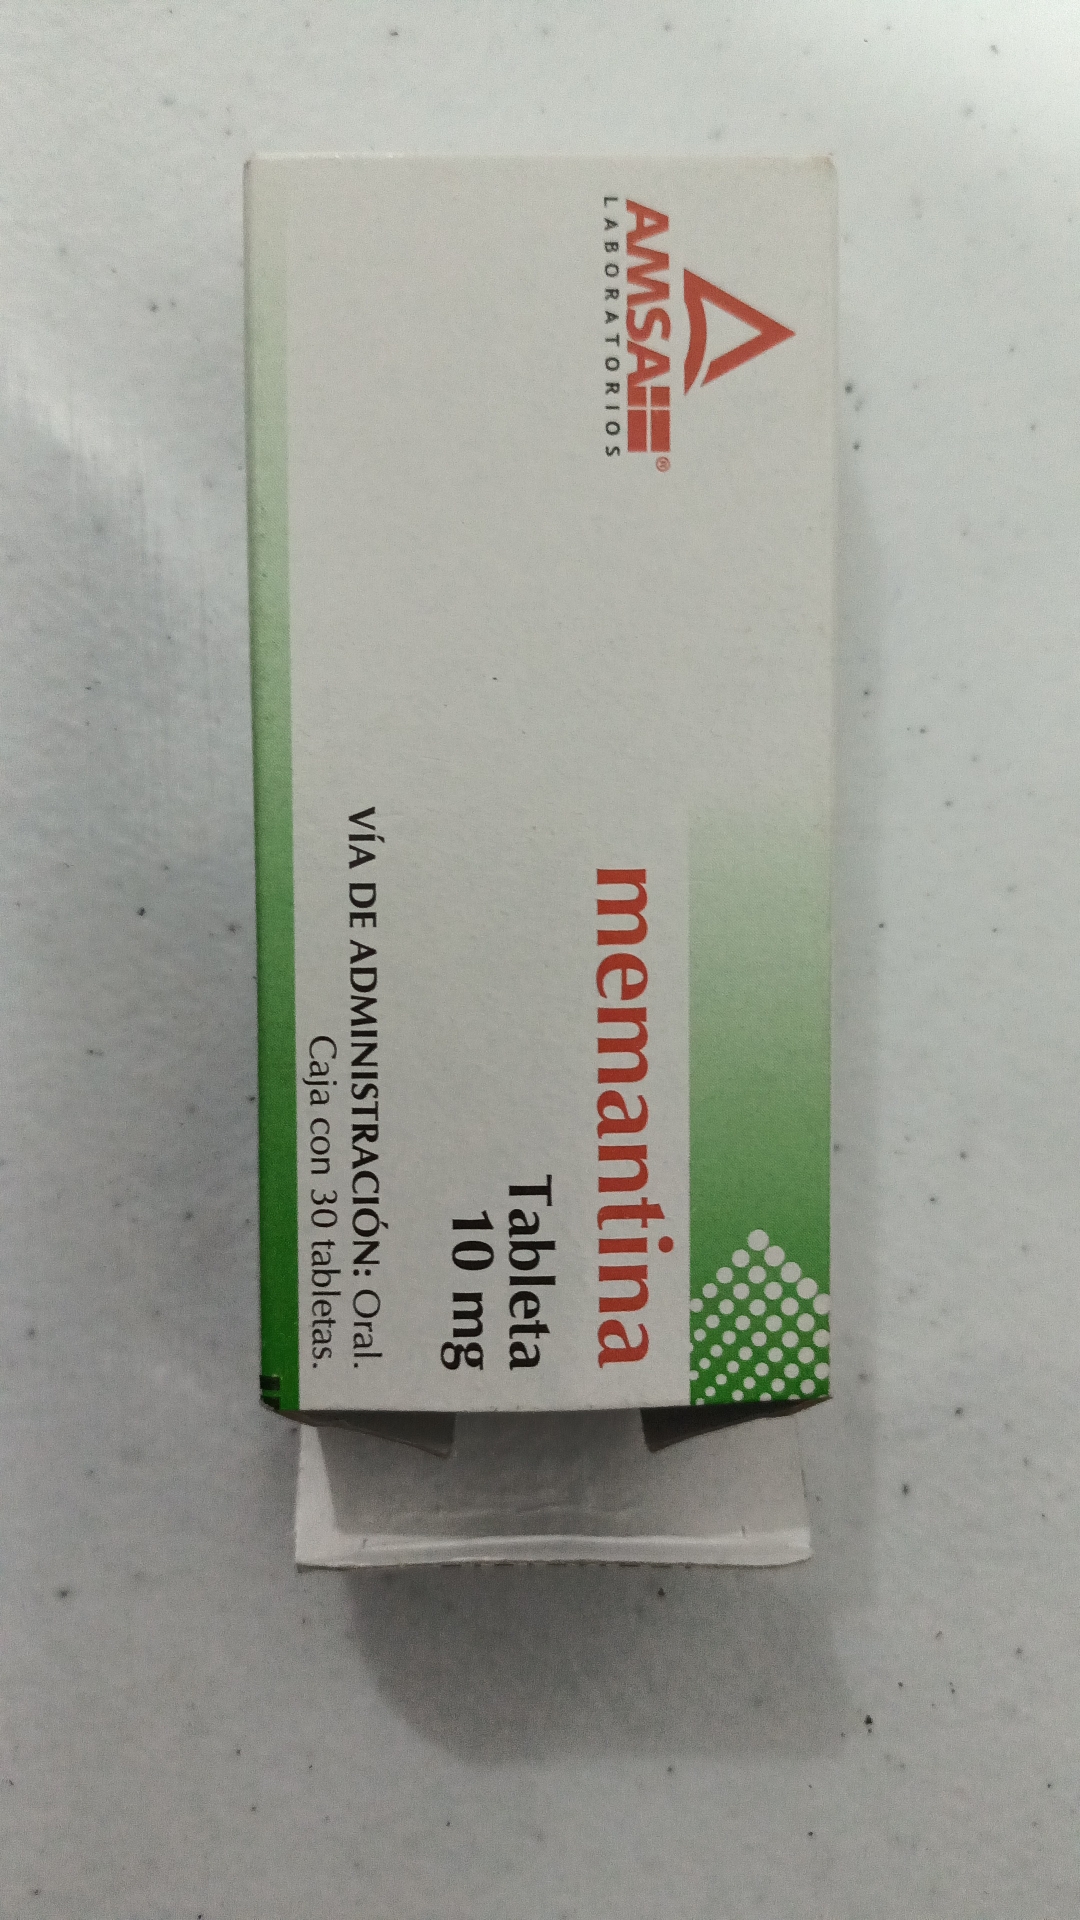 AMSA®
LABORATORIOS
memantina
Tableta
10 mg
VÍA DE ADMINISTRACIÓN: Oral.
Caja con 30 tabletas.